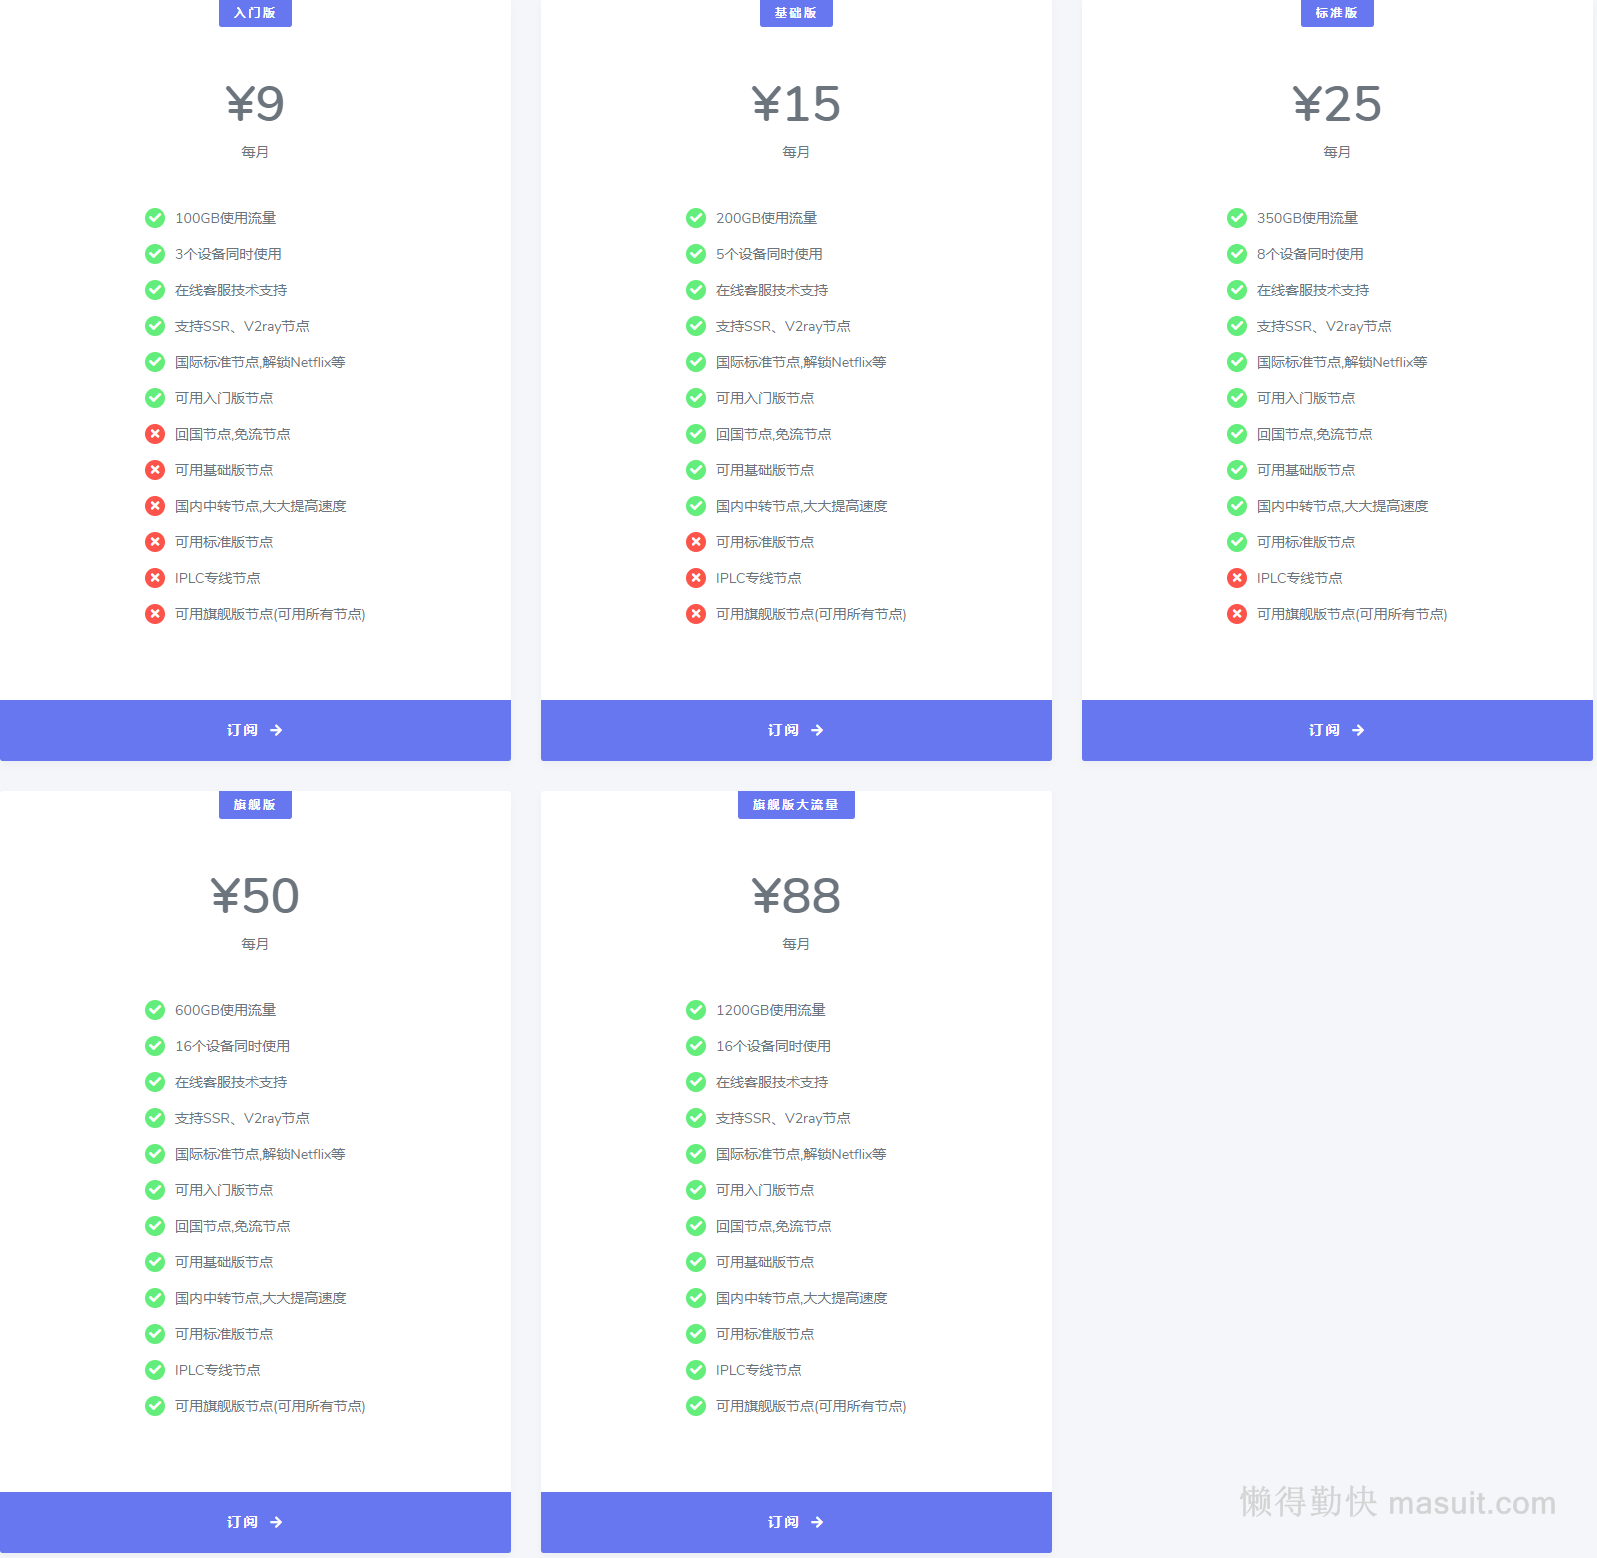 入门版
¥9
每月
100GB使用流量
3个设备同时使用
在线客服技术支持
支持SSR、V2ray节点
国际标准节点,解锁Netflix等
可用入门版节点
回国节点,免流节点
可用基础版节点
国内中转节点,大大提高速度
可用标准版节点
IPLC专线节点
可用旗舰版节点(可用所有节点)
订阅 →
基础版
¥15
每月
200GB使用流量
5个设备同时使用
在线客服技术支持
支持SSR、V2ray节点
国际标准节点,解锁Netflix等
可用入门版节点
回国节点,免流节点
可用基础版节点
国内中转节点,大大提高速度
可用标准版节点
IPLC专线节点
可用旗舰版节点(可用所有节点)
订阅 →
标准版
¥25
每月
350GB使用流量
8个设备同时使用
在线客服技术支持
支持SSR、V2ray节点
国际标准节点,解锁Netflix等
可用入门版节点
回国节点,免流节点
可用基础版节点
国内中转节点,大大提高速度
可用标准版节点
IPLC专线节点
可用旗舰版节点(可用所有节点)
订阅 →
旗舰版
¥50
每月
600GB使用流量
16个设备同时使用
在线客服技术支持
支持SSR、V2ray节点
国际标准节点,解锁Netflix等
可用入门版节点
回国节点,免流节点
可用基础版节点
国内中转节点,大大提高速度
可用标准版节点
IPLC专线节点
可用旗舰版节点(可用所有节点)
订阅 →
旗舰版大流量
¥88
每月
1200GB使用流量
16个设备同时使用
在线客服技术支持
支持SSR、V2ray节点
国际标准节点,解锁Netflix等
可用入门版节点
回国节点,免流节点
可用基础版节点
国内中转节点,大大提高速度
可用标准版节点
IPLC专线节点
可用旗舰版节点(可用所有节点)
订阅 →
懒得勤快 masuit.com